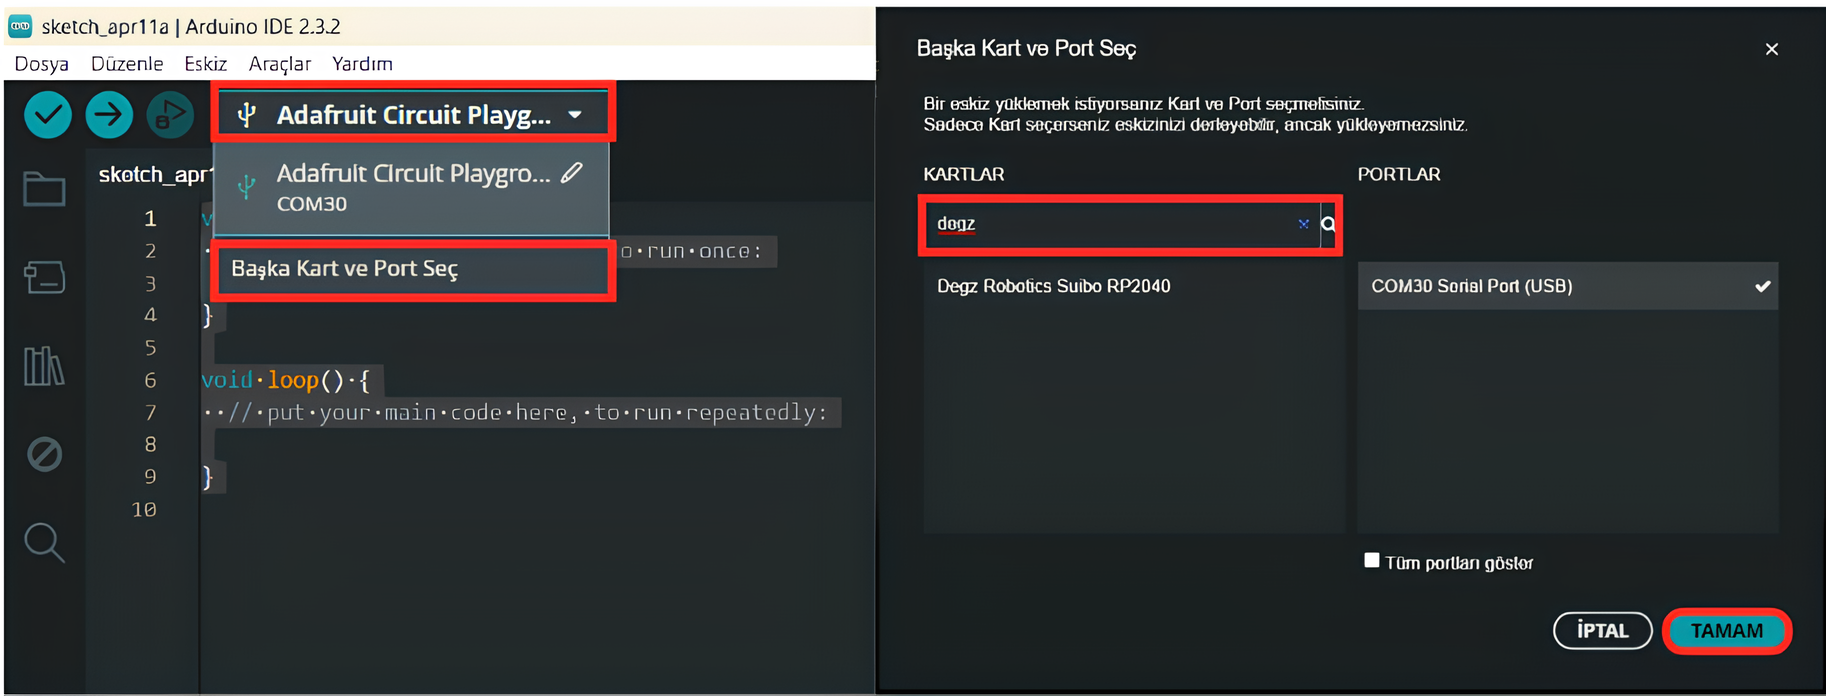 sketch_apr11a | Arduino IDE 2.3.2
Dosya Düzenle Eskiz Araçlar Yardım
Adafruit Circuit Playg...
Adafruit Circuit Playgro...
COM30
Başka Kart ve Port Seç
sketch_apr
1 v
2 o·run·once:
3
4 }
5
6 void·loop()·{
7 ··//·put·your·main·code·here,·to·run·repeatedly:
8
9 }
10
Başka Kart ve Port Seç
Bir eskiz yüklemek istiyorsanız Kart ve Port seçmelisiniz.
Sadece Kart seçerseniz eskizinizi derleyebilir, ancak yükleyemezsiniz.
KARTLAR
PORTLAR
degz
Degz Robotics Suibo RP2040
COM30 Serial Port (USB)
Tüm portları göster
İPTAL
TAMAM